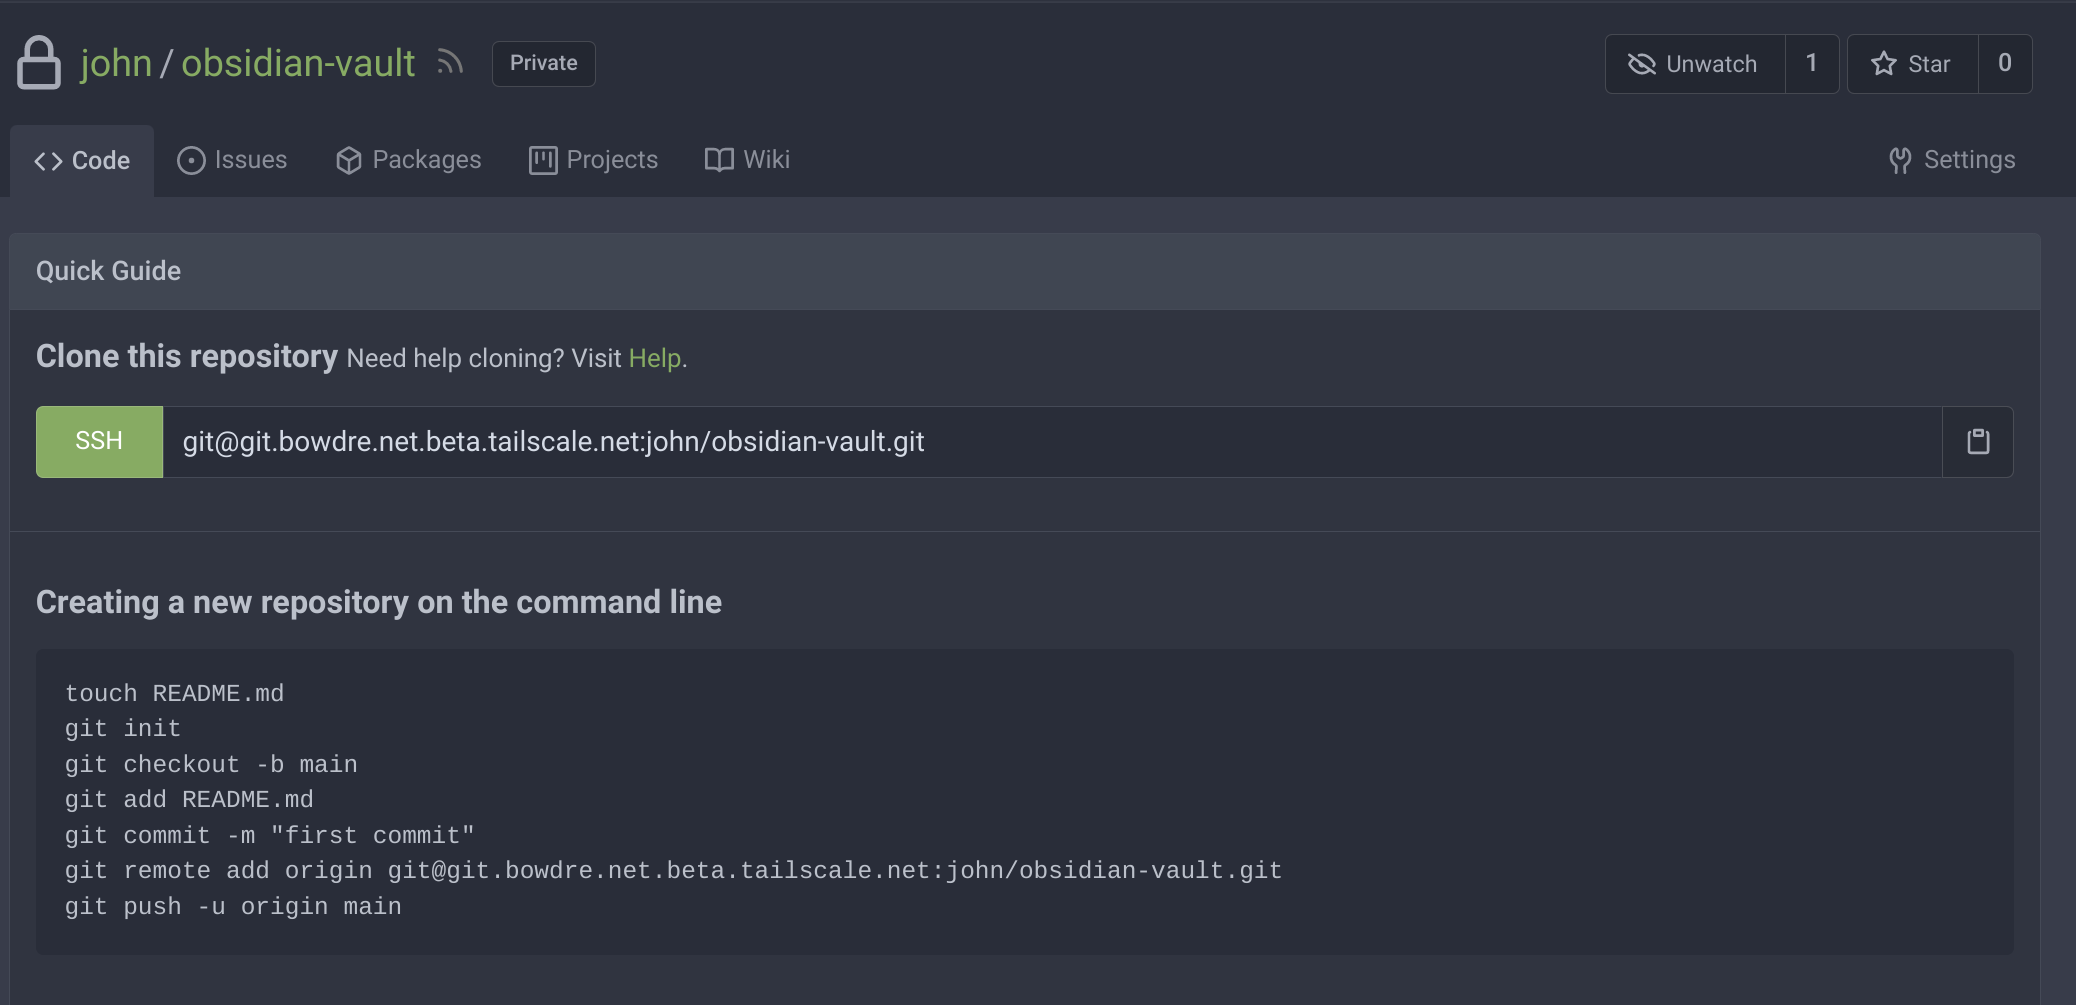 john / obsidian-vault Private Unwatch 1 Star 0
Code Issues Packages Projects Wiki Settings
Quick Guide
Clone this repository Need help cloning? Visit Help.
SSH git@git.bowdre.net.beta.tailscale.net:john/obsidian-vault.git
Creating a new repository on the command line
touch README.md
git init
git checkout -b main
git add README.md
git commit -m "first commit"
git remote add origin git@git.bowdre.net.beta.tailscale.net:john/obsidian-vault.git
git push -u origin main